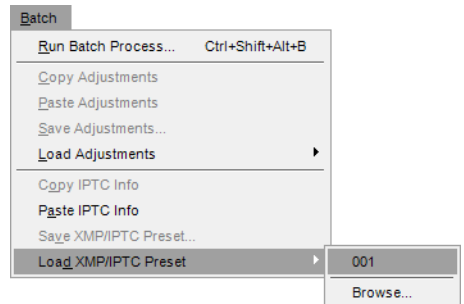 Batch
Run Batch Process... Ctrl+Shift+Alt+B
Copy Adjustments
Paste Adjustments
Save Adjustments...
Load Adjustments
Copy IPTC Info
Paste IPTC Info
Save XMP/IPTC Preset...
Load XMP/IPTC Preset
001
Browse...